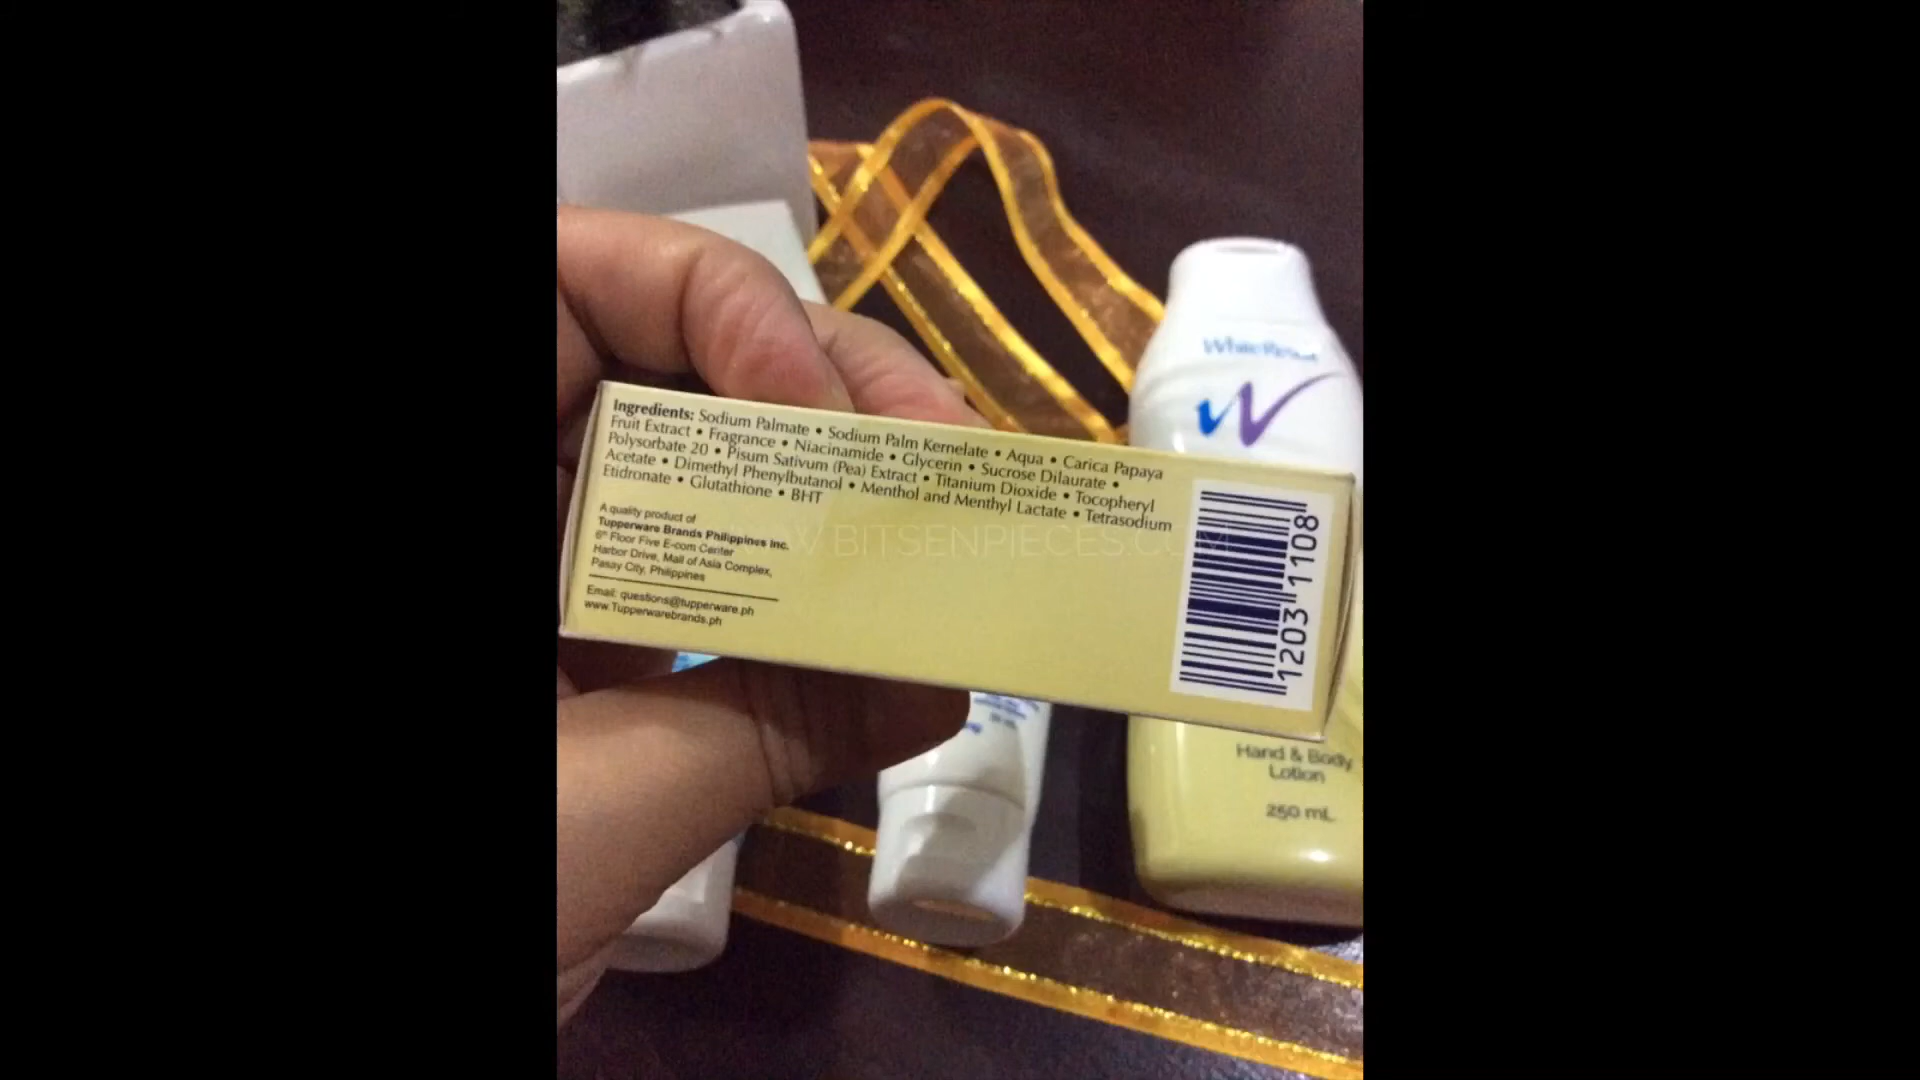 Ingredients: Sodium Palmate • Sodium Palm Kernelate • Aqua • Carica Papaya
Fruit Extract • Fragrance • Niacinamide • Glycerin • Sucrose Dilaurate •
Polysorbate 20 • Pisum Sativum (Pea) Extract • Titanium Dioxide • Tocopheryl
Acetate • Dimethyl Phenylbutanol • Menthol and Menthyl Lactate • Tetrasodium
Etidronate • Glutathione • BHT
A quality product of
Tupperware Brands Philippines Inc.
6th Floor Five E-com Center
Harbor Drive, Mall of Asia Complex,
Pasay City, Philippines
Email: questions@tupperware.ph
www.Tupperwarebrands.ph
1203 1108
WWW.BITSENPIECES.COM
W
Hand & Body
Lotion
250 mL